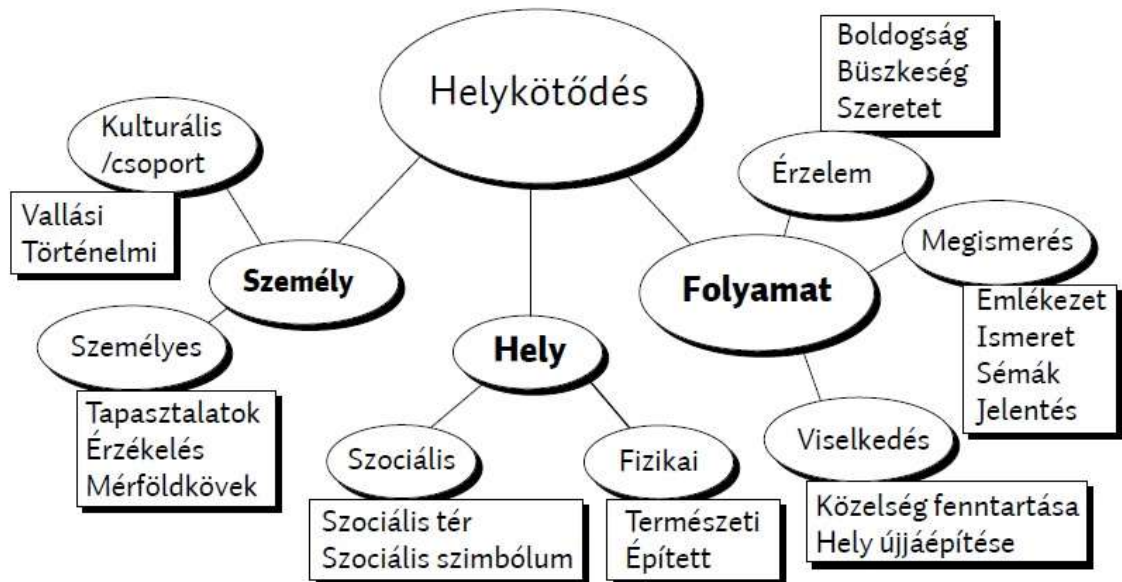 Helykötődés
Kulturális
/csoport
Vallási
Történelmi
Személy
Személyes
Tapasztalatok
Érzékelés
Mérföldkövek
Hely
Szociális
Szociális tér
Szociális szimbólum
Fizikai
Természeti
Épített
Folyamat
Boldogság
Büszkeség
Szeretet
Érzelem
Megismerés
Emlékezet
Ismeret
Sémák
Jelentés
Viselkedés
Közelség fenntartása
Hely újjáépítése